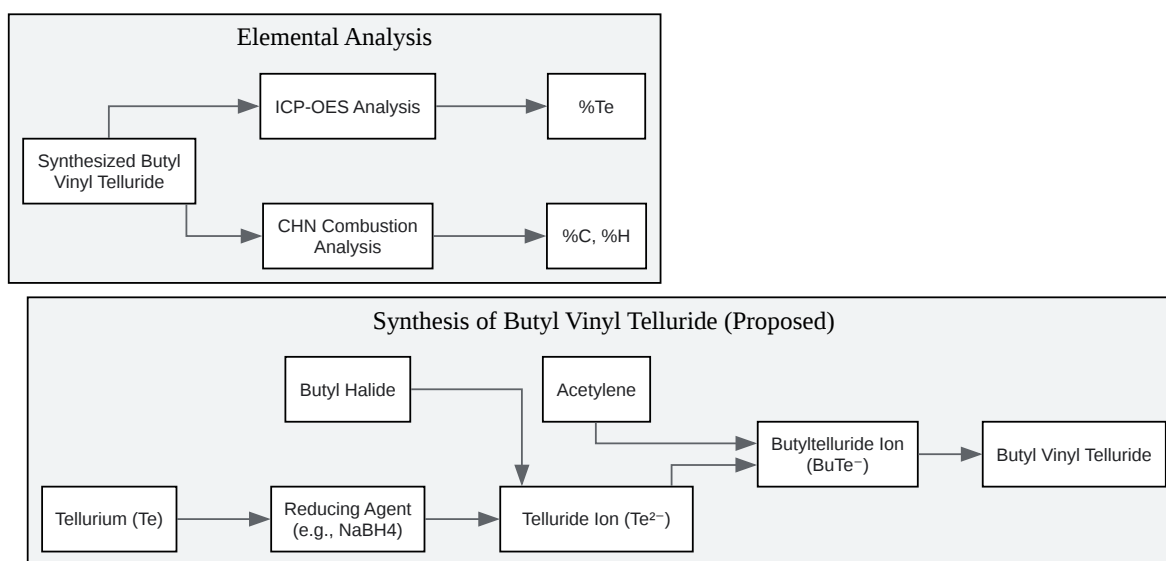 Elemental Analysis
ICP-OES Analysis
%Te
Synthesized Butyl
Vinyl Telluride
CHN Combustion
Analysis
%C, %H
Synthesis of Butyl Vinyl Telluride (Proposed)
Butyl Halide
Acetylene
Butyltelluride Ion
(BuTe⁻)
Butyl Vinyl Telluride
Tellurium (Te)
Reducing Agent
(e.g., NaBH4)
Telluride Ion (Te²⁻)